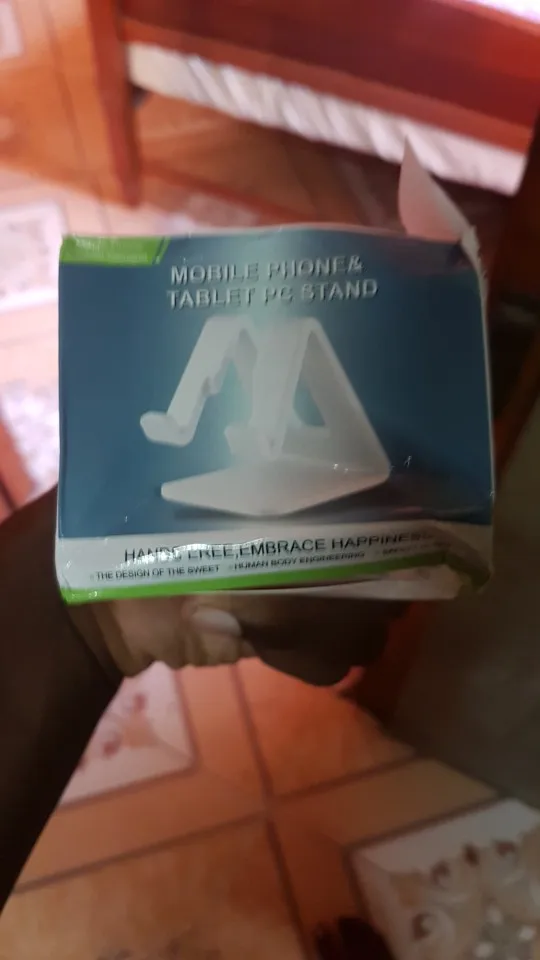 MOBILE PHONE&
TABLET PC STAND
HANDS FREE,EMBRACE HAPPINESS
·THE DESIGN OF THE SWEET ·HUMAN BODY ENGINEERING